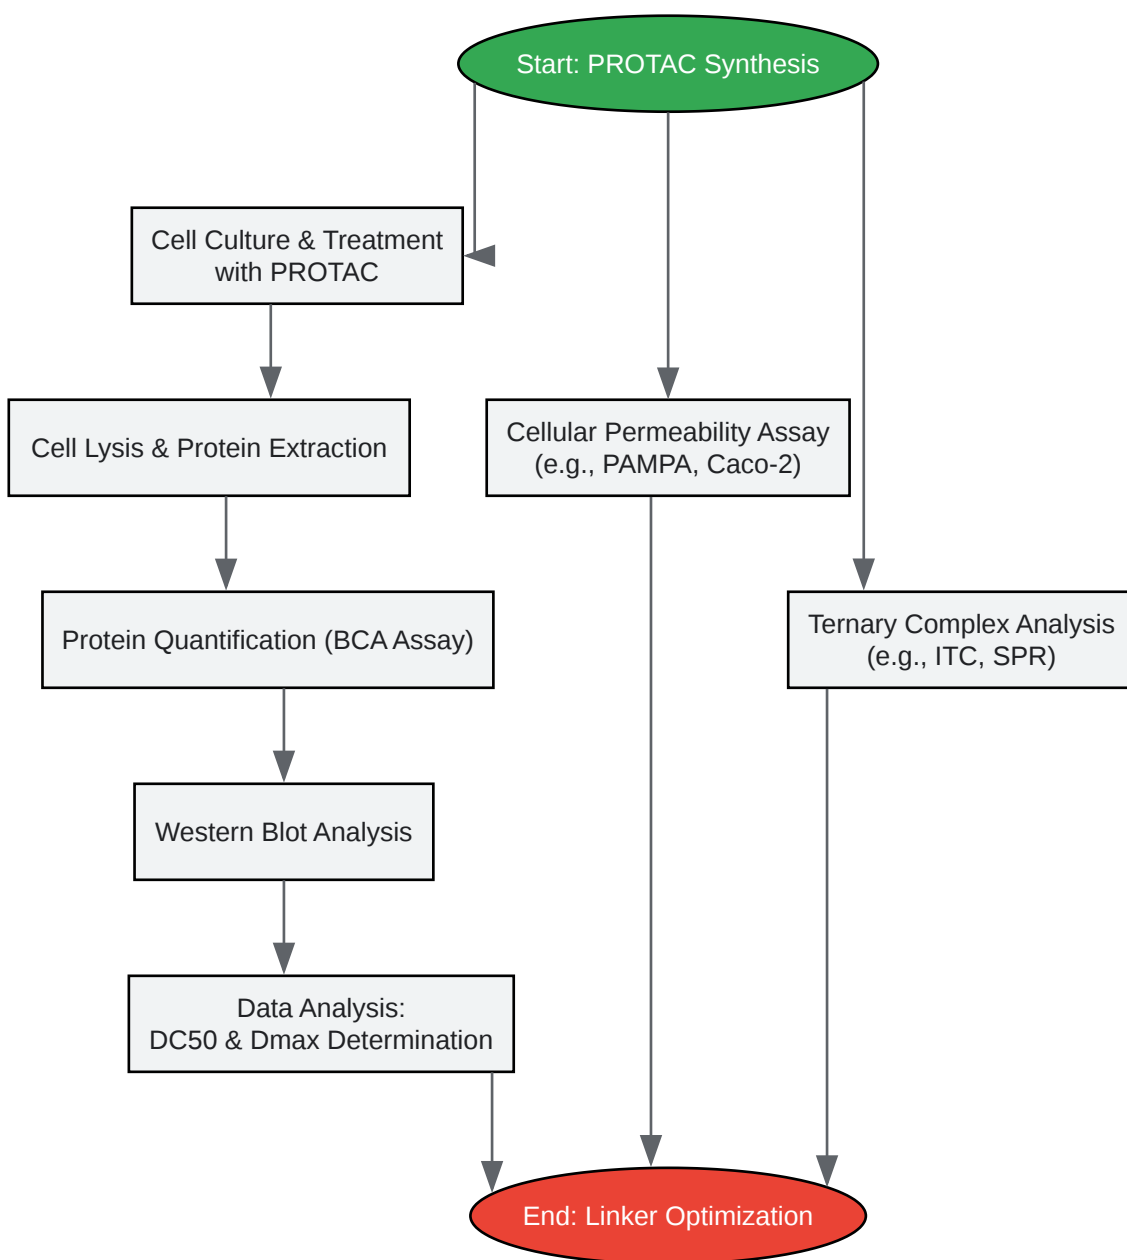 Start: PROTAC Synthesis
Cell Culture & Treatment
with PROTAC
Cell Lysis & Protein Extraction
Cellular Permeability Assay
(e.g., PAMPA, Caco-2)
Protein Quantification (BCA Assay)
Ternary Complex Analysis
(e.g., ITC, SPR)
Western Blot Analysis
Data Analysis:
DC50 & Dmax Determination
End: Linker Optimization